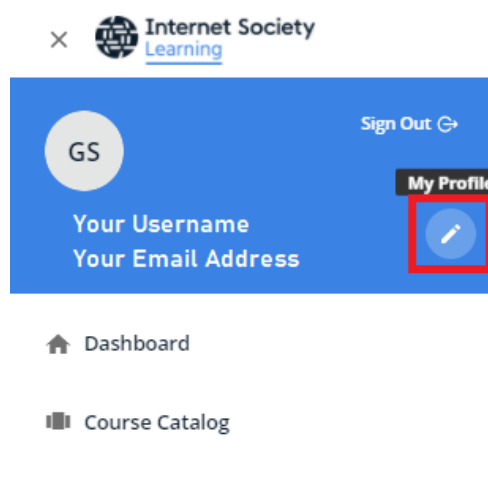 Internet Society
Learning
Sign Out
GS
My Profile
Your Username
Your Email Address
Dashboard
Course Catalog